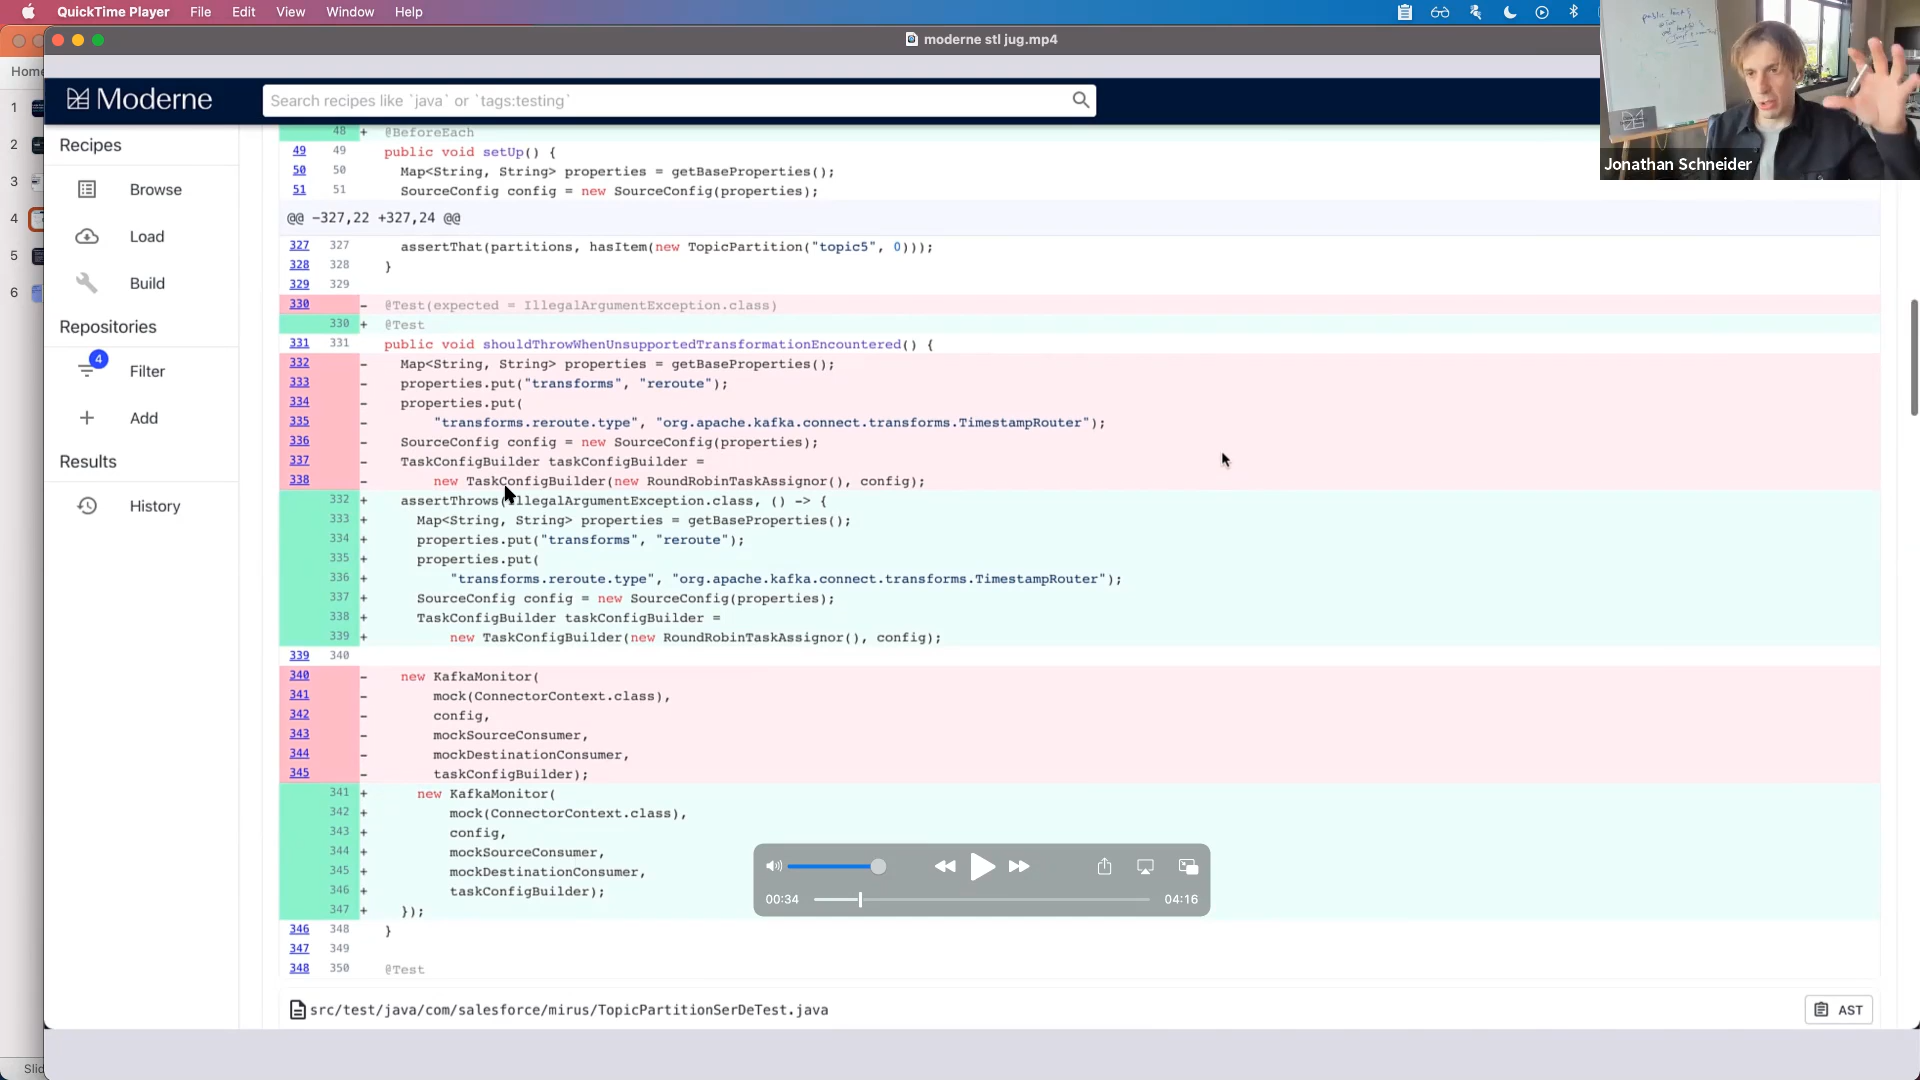 QuickTime Player File Edit View Window Help
moderne stl jug.mp4
Home
Moderne
Search recipes like `java` or `tags:testing`
Jonathan Schneider
1
2
3
4
5
6
Recipes
Browse
Load
Build
Repositories
4
Filter
Add
Results
History
48 + @BeforeEach
49 49 public void setUp() {
50 50 Map<String, String> properties = getBaseProperties();
51 51 SourceConfig config = new SourceConfig(properties);
@@ -327,22 +327,24 @@
327 327 assertThat(partitions, hasItem(new TopicPartition("topic5", 0)));
328 328 }
329 329
330 - @Test(expected = IllegalArgumentException.class)
330 + @Test
331 331 public void shouldThrowWhenUnsupportedTransformationEncountered() {
332 - Map<String, String> properties = getBaseProperties();
333 - properties.put("transforms", "reroute");
334 - properties.put(
335 - "transforms.reroute.type", "org.apache.kafka.connect.transforms.TimestampRouter");
336 - SourceConfig config = new SourceConfig(properties);
337 - TaskConfigBuilder taskConfigBuilder =
338 - new TaskConfigBuilder(new RoundRobinTaskAssignor(), config);
332 + assertThrows(IllegalArgumentException.class, () -> {
333 + Map<String, String> properties = getBaseProperties();
334 + properties.put("transforms", "reroute");
335 + properties.put(
336 + "transforms.reroute.type", "org.apache.kafka.connect.transforms.TimestampRouter");
337 + SourceConfig config = new SourceConfig(properties);
338 + TaskConfigBuilder taskConfigBuilder =
339 + new TaskConfigBuilder(new RoundRobinTaskAssignor(), config);
339 340
340 - new KafkaMonitor(
341 - mock(ConnectorContext.class),
342 - config,
343 - mockSourceConsumer,
344 - mockDestinationConsumer,
345 - taskConfigBuilder);
341 + new KafkaMonitor(
342 + mock(ConnectorContext.class),
343 + config,
344 + mockSourceConsumer,
345 + mockDestinationConsumer,
346 + taskConfigBuilder);
347 + });
346 348 }
347 349
348 350 @Test
00:34 04:16
src/test/java/com/salesforce/mirus/TopicPartitionSerDeTest.java
AST